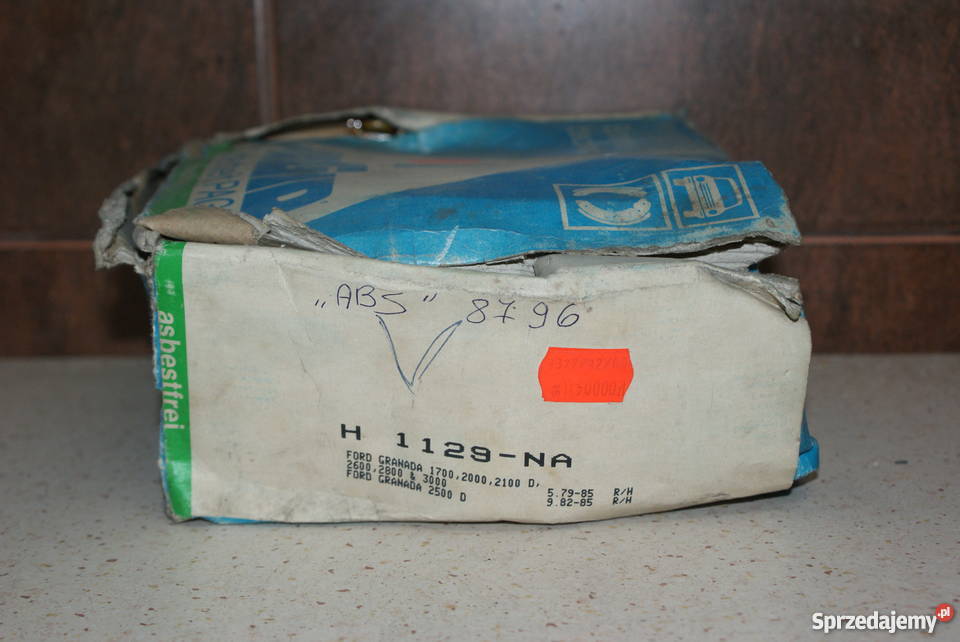 asbestfrei
„ABS" 8796
H 1129-NA
FORD GRANADA 1700,2000,2100 D,
2600,2800 & 3000 5.79-85 R/H
FORD GRANADA 2500 D 9.82-85 R/H
Sprzedajemy.pl